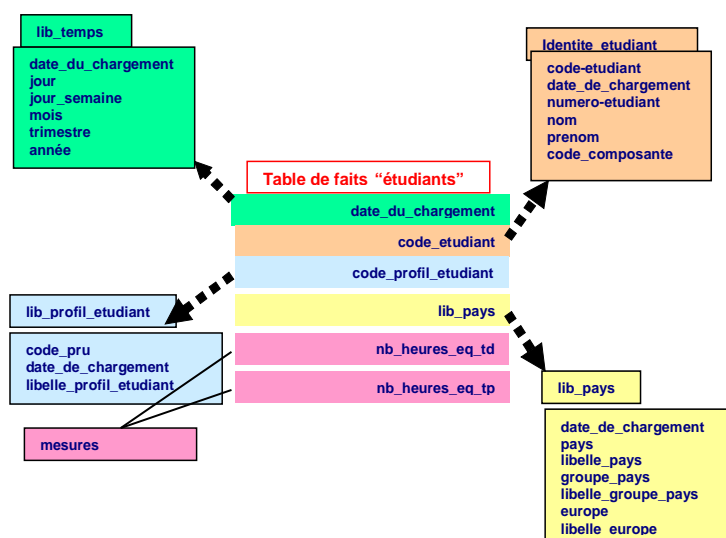 lib_temps
date_du_chargement
jour
jour_semaine
mois
trimestre
année
Identite_etudiant
code-etudiant
date_de_chargement
numero-etudiant
nom
prenom
code_composante
Table de faits “étudiants”
date_du_chargement
code_etudiant
code_profil_etudiant
lib_pays
nb_heures_eq_td
nb_heures_eq_tp
lib_profil_etudiant
code_pru
date_de_chargement
libelle_profil_etudiant
mesures
lib_pays
date_de_chargement
pays
libelle_pays
groupe_pays
libelle_groupe_pays
europe
libelle_europe